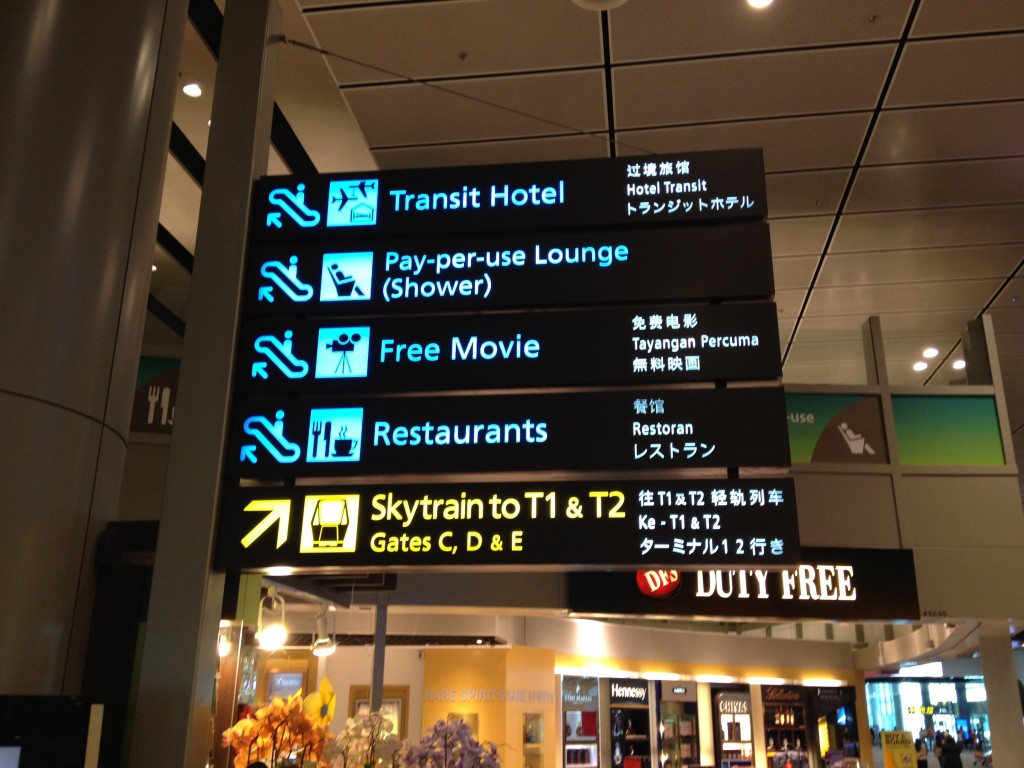 Transit Hotel
过境旅馆
Hotel Transit
トランジットホテル
Pay-per-use Lounge
(Shower)
Free Movie
免费电影
Tayangan Percuma
無料映画
Restaurants
餐馆
Restoran
レストラン
-use
Skytrain to T1 & T2
Gates C, D & E
往 T1 & T2 轻轨列车
Ke - T1 & T2
ターミナル1 2 行き
DFS
DUTY FREE
Hennessy
CHIVAS